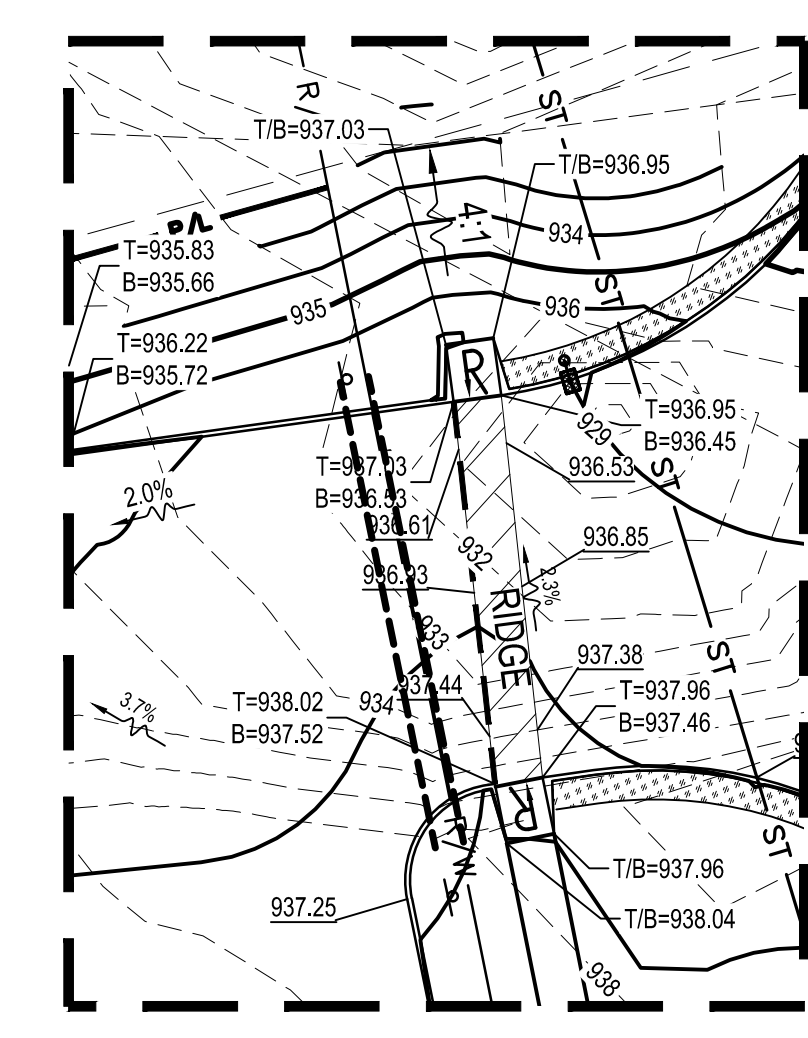 R
ST
T/B=937.03
T/B=936.95
P/L
4:1
934
T=935.83
B=935.66
ST
936
935
T=936.22
B=935.72
R
T=936.95
B=936.45
929
T=937.03
B=936.53
936.53
ST
2.0%
936.61
936.85
932
936.93
2.3%
RIDGE
933
937.38
ST
937.44
T=938.02
B=937.52
934
T=937.96
B=937.46
3.7%
R
ST
R/W
T/B=937.96
937.25
T/B=938.04
938